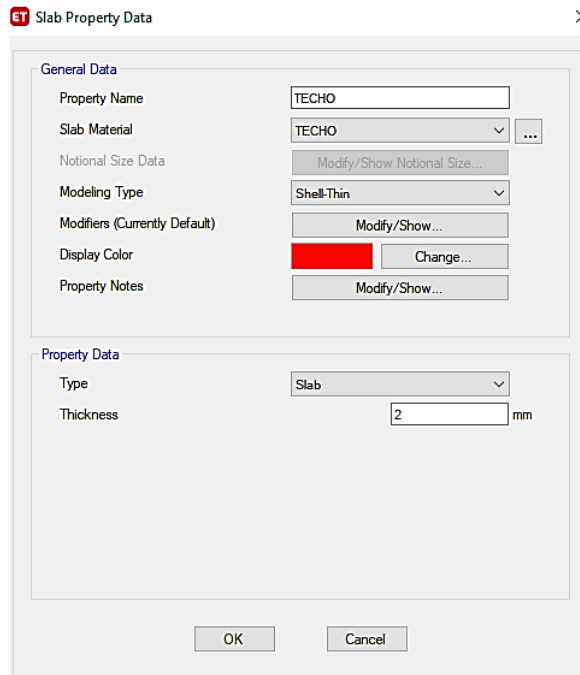 ET Slab Property Data
General Data
Property Name TECHO
Slab Material TECHO ...
Notional Size Data Modify/Show Notional Size...
Modeling Type Shell-Thin
Modifiers (Currently Default) Modify/Show...
Display Color Change...
Property Notes Modify/Show...
Property Data
Type Slab
Thickness 2 mm
OK Cancel